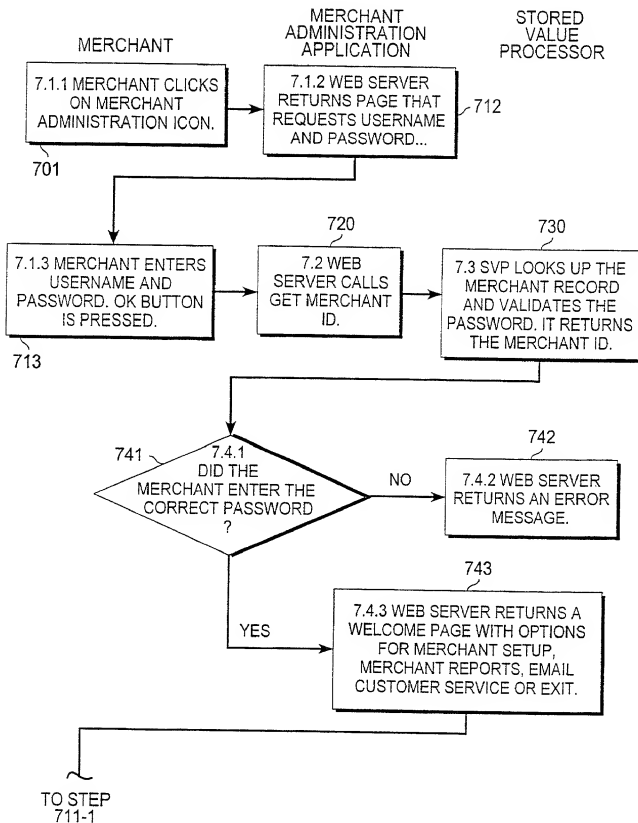 MERCHANT
MERCHANT
ADMINISTRATION
APPLICATION
STORED
VALUE
PROCESSOR
7.1.1 MERCHANT CLICKS
ON MERCHANT
ADMINISTRATION ICON.
701
7.1.2 WEB SERVER
RETURNS PAGE THAT
REQUESTS USERNAME
AND PASSWORD...
712
7.1.3 MERCHANT ENTERS
USERNAME AND
PASSWORD. OK BUTTON
IS PRESSED.
713
720
7.2 WEB
SERVER CALLS
GET MERCHANT
ID.
730
7.3 SVP LOOKS UP THE
MERCHANT RECORD
AND VALIDATES THE
PASSWORD. IT RETURNS
THE MERCHANT ID.
741
7.4.1
DID THE
MERCHANT ENTER THE
CORRECT PASSWORD
?
NO
742
7.4.2 WEB SERVER
RETURNS AN ERROR
MESSAGE.
YES
743
7.4.3 WEB SERVER RETURNS A
WELCOME PAGE WITH OPTIONS
FOR MERCHANT SETUP,
MERCHANT REPORTS, EMAIL
CUSTOMER SERVICE OR EXIT.
TO STEP
711-1